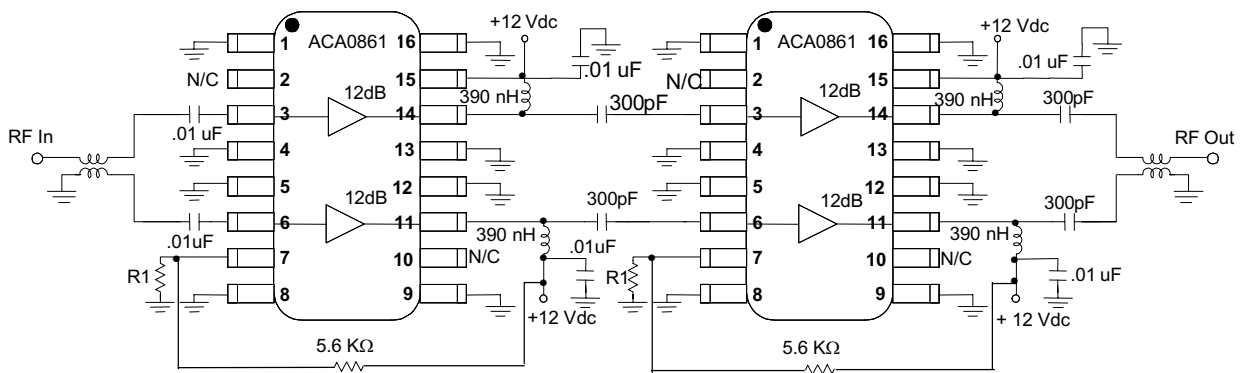 +12 Vdc
+12 Vdc
1
ACA0861
16
.01 uF
1
ACA0861
16
.01 uF
N/C
2
15
390 nH
N/C
2
15
390 nH
12dB
12dB
.01 uF
3
14
300pF
3
14
300pF
RF In
4
13
4
13
RF Out
5
12
5
12
12dB
300pF
12dB
300pF
.01uF
6
11
390 nH
6
11
390 nH
R1
7
10
N/C
.01uF
R1
7
10
N/C
.01 uF
8
9
+12 Vdc
8
9
+ 12 Vdc
5.6 KΩ
5.6 KΩ